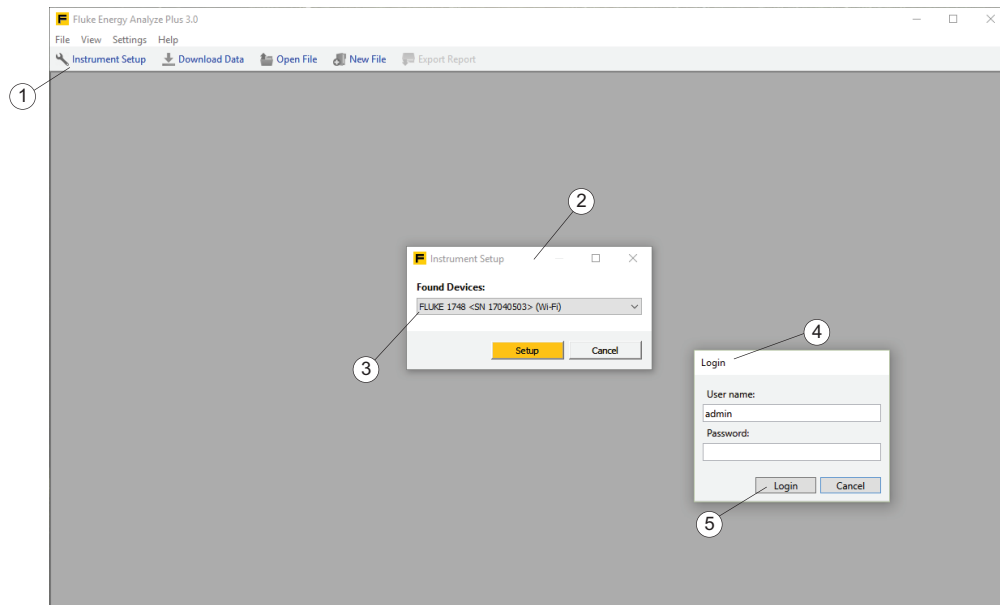 Fluke Energy Analyze Plus 3.0
File View Settings Help
Instrument Setup Download Data Open File New File Export Report
1
2
Instrument Setup
Found Devices:
FLUKE 1748 <SN 17040503> (Wi-Fi)
3
Setup Cancel
4
Login
User name:
admin
Password:
Login Cancel
5